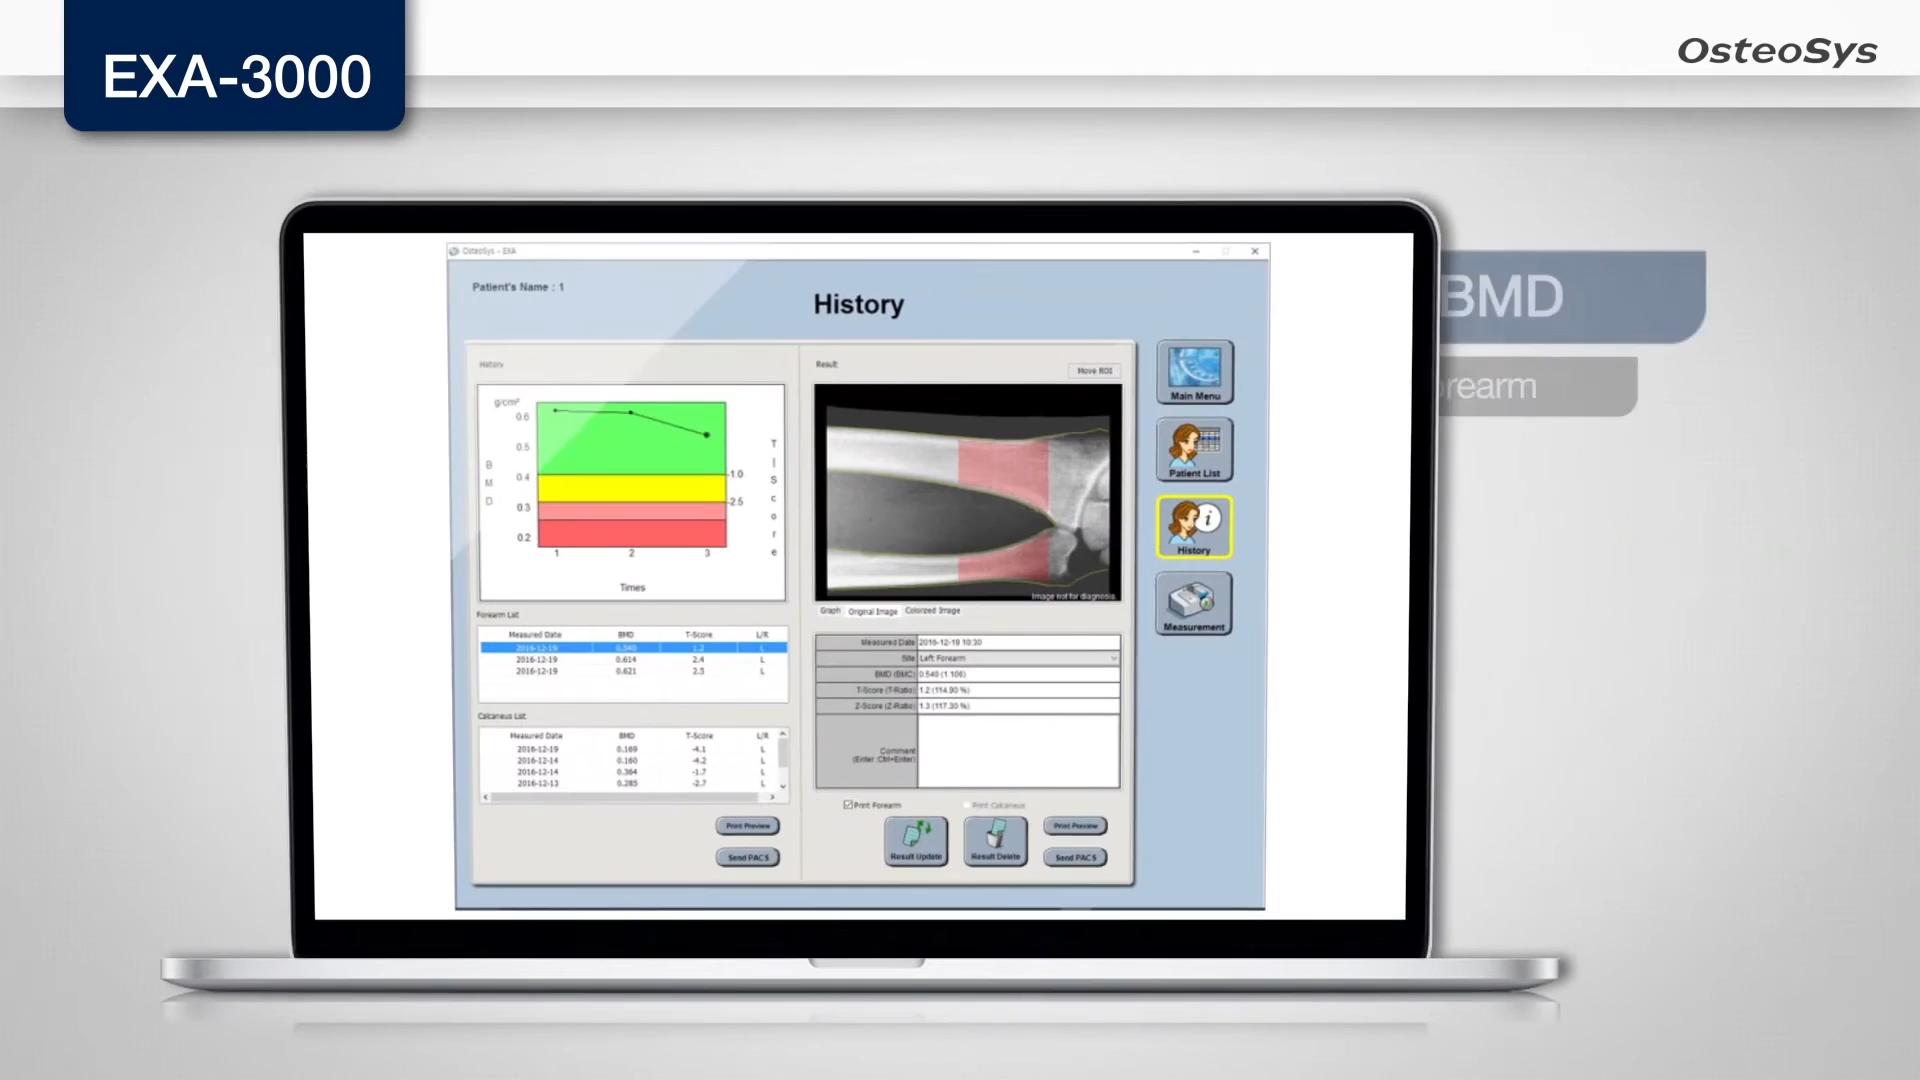 EXA-3000
OsteoSys
BMD
orearm
OsteoSys - EXA
Patient's Name : 1
History
History
g/cm²
0.6
0.5
0.4
0.3
0.2
BMD
-1.0
-2.5
T-Score
1 2 3
Times
Result
Move ROI
Image not for diagnosis.
Graph Original Image Colorized Image
Forearm List
Measured Date BMD T-Score L/R
2016-12-19 0.540 1.2 L
2016-12-19 0.614 2.4 L
2016-12-19 0.621 2.5 L
Calcaneus List
Measured Date BMD T-Score L/R
2016-12-19 0.169 -4.1 L
2016-12-14 0.160 -4.2 L
2016-12-14 0.364 -1.7 L
2016-12-13 0.285 -2.7 L
Print Preview
Send PACS
Measured Date 2016-12-19 10:30
Site Left Forearm
BMD (BMC) 0.540 (1.106)
T-Score (T-Ratio) 1.2 (114.90 %)
Z-Score (Z-Ratio) 1.3 (117.30 %)
Comment
(Enter :Ctrl+Enter)
Print Forearm
Print Calcaneus
Result Update
Result Delete
Print Preview
Send PACS
Main Menu
Patient List
History
Measurement